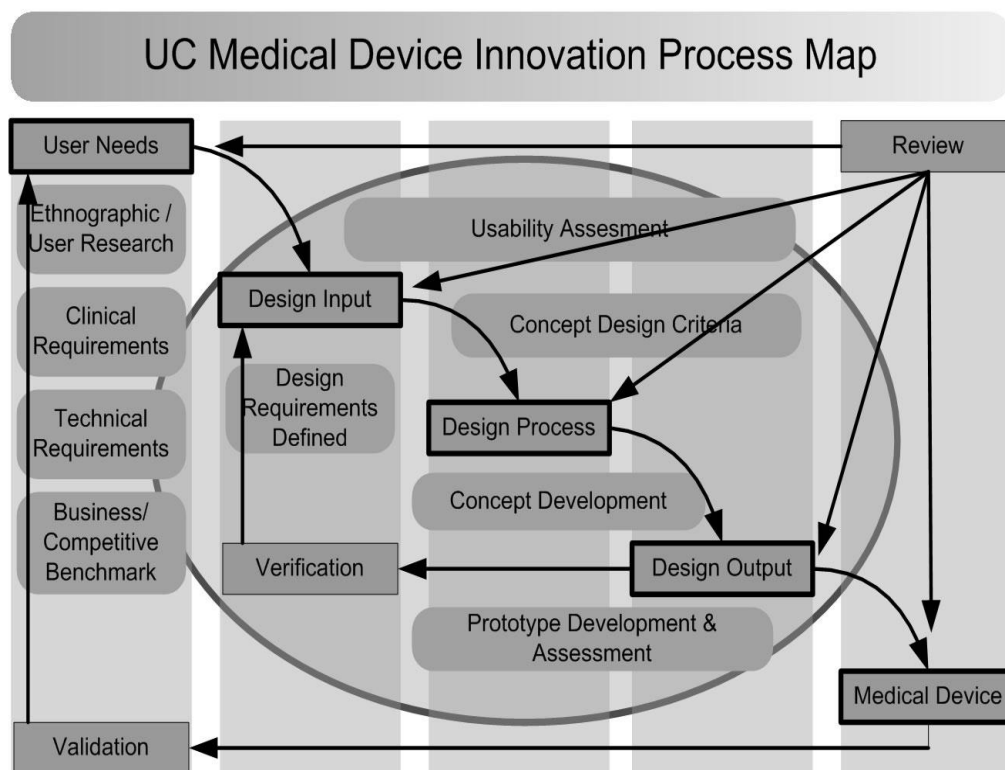 UC Medical Device Innovation Process Map
User Needs
Review
Ethnographic /
User Research
Usability Assesment
Design Input
Clinical
Requirements
Concept Design Criteria
Design
Requirements
Defined
Technical
Requirements
Design Process
Business/
Competitive
Benchmark
Concept Development
Verification
Design Output
Prototype Development &
Assessment
Medical Device
Validation